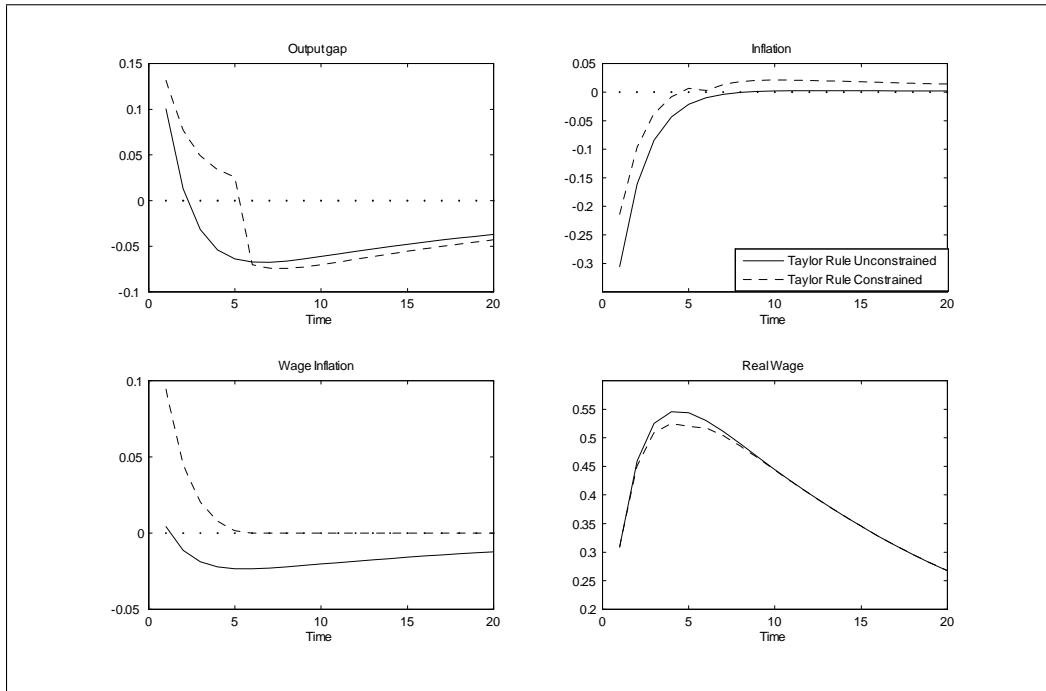 Output gap
0.15
0.1
0.05
0
-0.05
-0.1
0 5 10 15 20
Time
Inflation
0.05
0
-0.05
-0.1
-0.15
-0.2
-0.25
-0.3
0 5 10 15 20
Time
Taylor Rule Unconstrained
Taylor Rule Constrained
Wage Inflation
0.1
0.05
0
-0.05
0 5 10 15 20
Time
Real Wage
0.55
0.5
0.45
0.4
0.35
0.3
0.25
0.2
0 5 10 15 20
Time